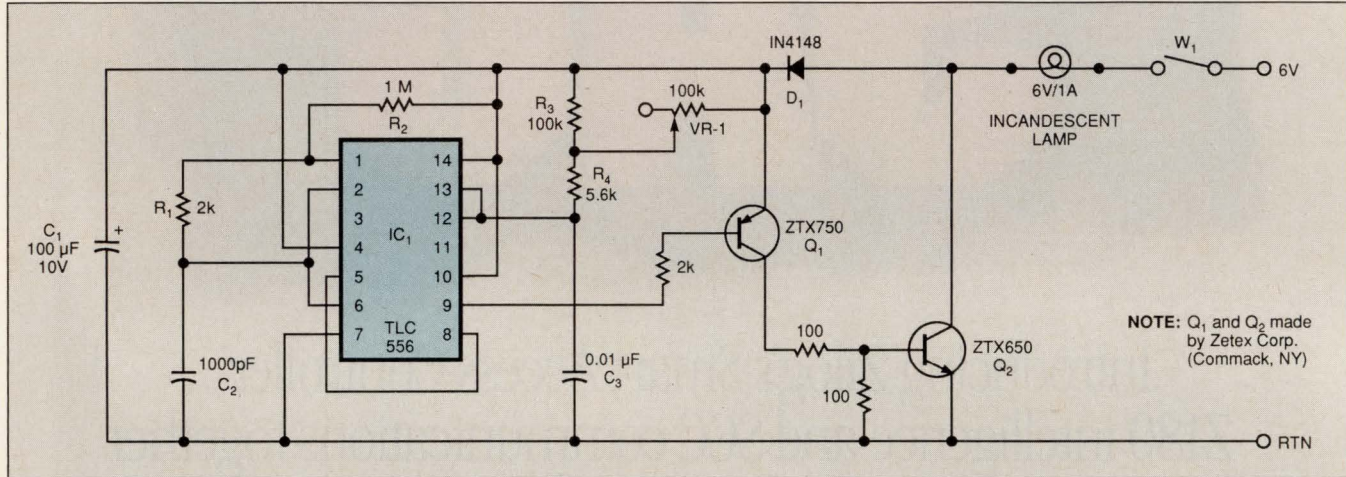 IN4148
D1
W1
6V
6V/1A
INCANDESCENT
LAMP
1 M
R2
R3
100k
100k
VR-1
R4
5.6k
R1
2k
C1
100 µF
10V
+
1
2
3
4
5
6
7
14
13
12
11
10
9
8
IC1
TLC
556
2k
ZTX750
Q1
1000pF
C2
0.01 µF
C3
100
100
ZTX650
Q2
NOTE: Q1 and Q2 made
by Zetex Corp.
(Commack, NY)
RTN